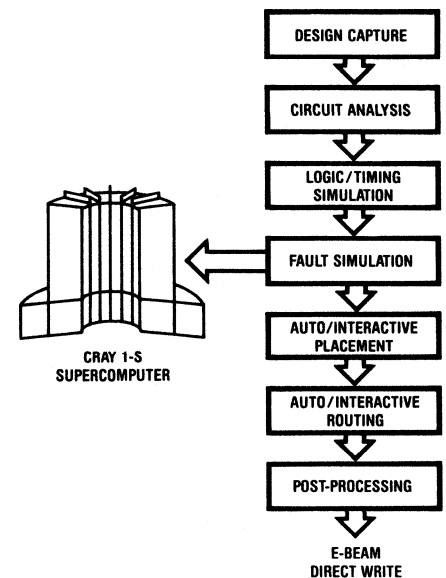 DESIGN CAPTURE
CIRCUIT ANALYSIS
LOGIC/TIMING
SIMULATION
FAULT SIMULATION
CRAY 1-S
SUPERCOMPUTER
AUTO/INTERACTIVE
PLACEMENT
AUTO/INTERACTIVE
ROUTING
POST-PROCESSING
E-BEAM
DIRECT WRITE